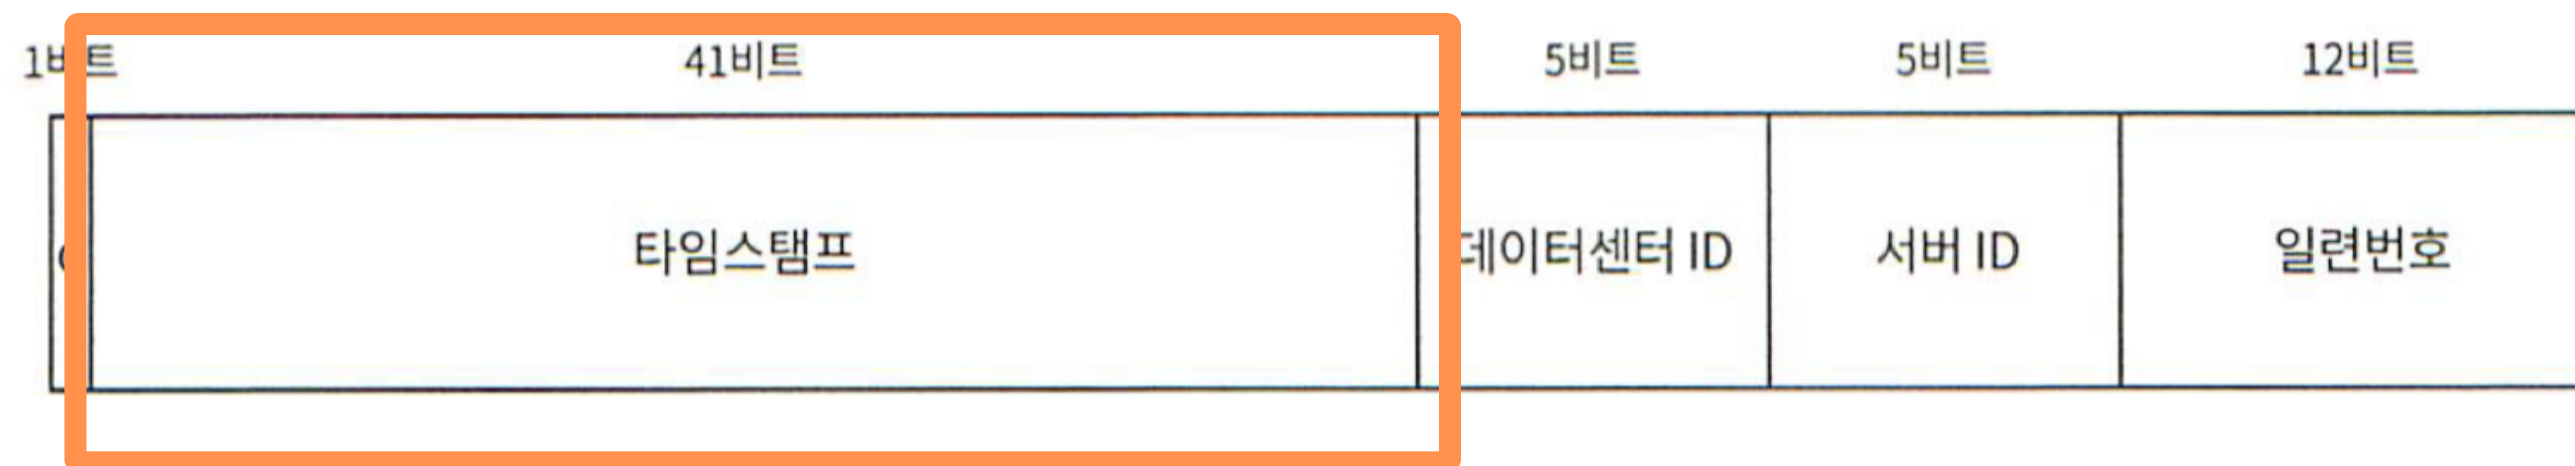 1비트 41비트 5비트 5비트 12비트
타임스탬프 데이터센터 ID 서버 ID 일련번호